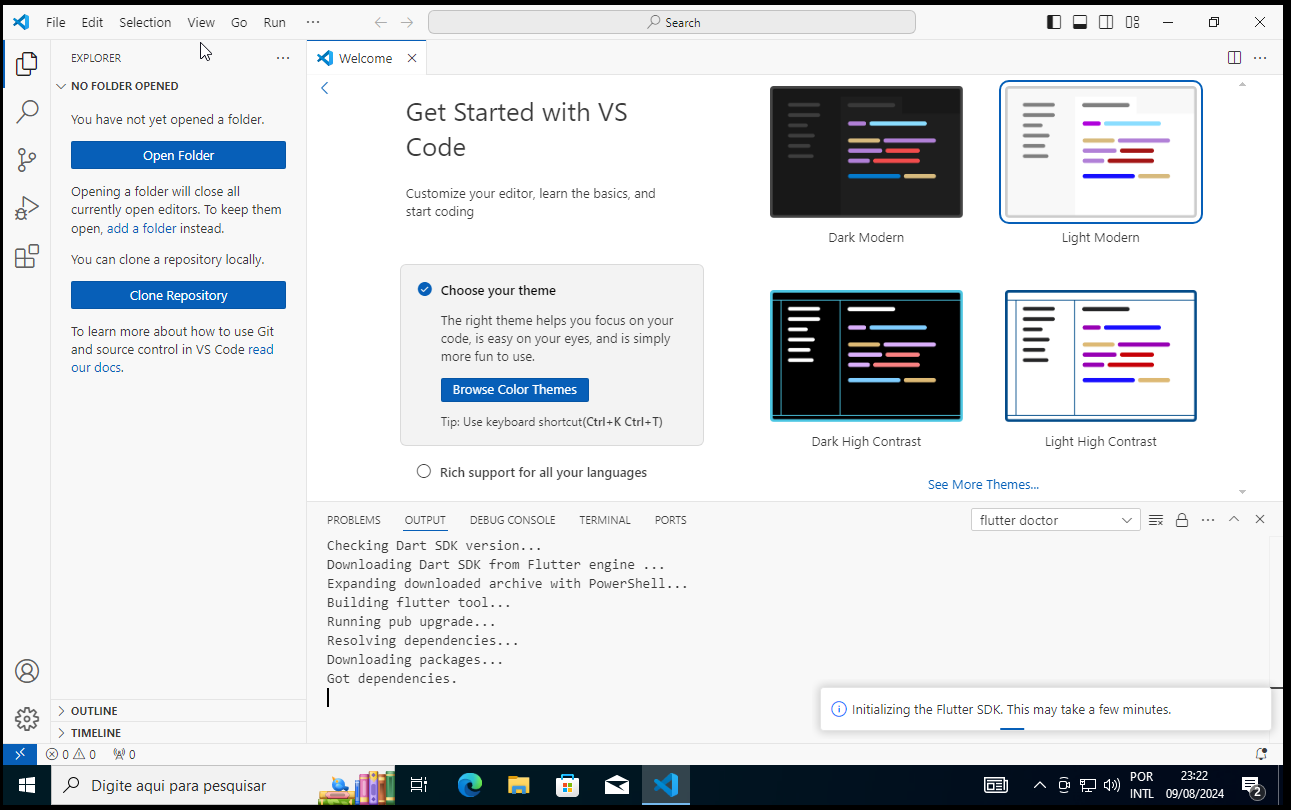 File Edit Selection View Go Run ···
Search
EXPLORER
NO FOLDER OPENED
You have not yet opened a folder.
Open Folder
Opening a folder will close all
currently open editors. To keep them
open, add a folder instead.
You can clone a repository locally.
Clone Repository
To learn more about how to use Git
and source control in VS Code read
our docs.
OUTLINE
TIMELINE
Welcome
Get Started with VS
Code
Customize your editor, learn the basics, and
start coding
Choose your theme
The right theme helps you focus on your
code, is easy on your eyes, and is simply
more fun to use.
Browse Color Themes
Tip: Use keyboard shortcut(Ctrl+K Ctrl+T)
Rich support for all your languages
Dark Modern
Light Modern
Dark High Contrast
Light High Contrast
See More Themes...
PROBLEMS OUTPUT DEBUG CONSOLE TERMINAL PORTS
flutter doctor
Checking Dart SDK version...
Downloading Dart SDK from Flutter engine ...
Expanding downloaded archive with PowerShell...
Building flutter tool...
Running pub upgrade...
Resolving dependencies...
Downloading packages...
Got dependencies.
Initializing the Flutter SDK. This may take a few minutes.
0 0 0
Digite aqui para pesquisar
POR
INTL
23:22
09/08/2024
2